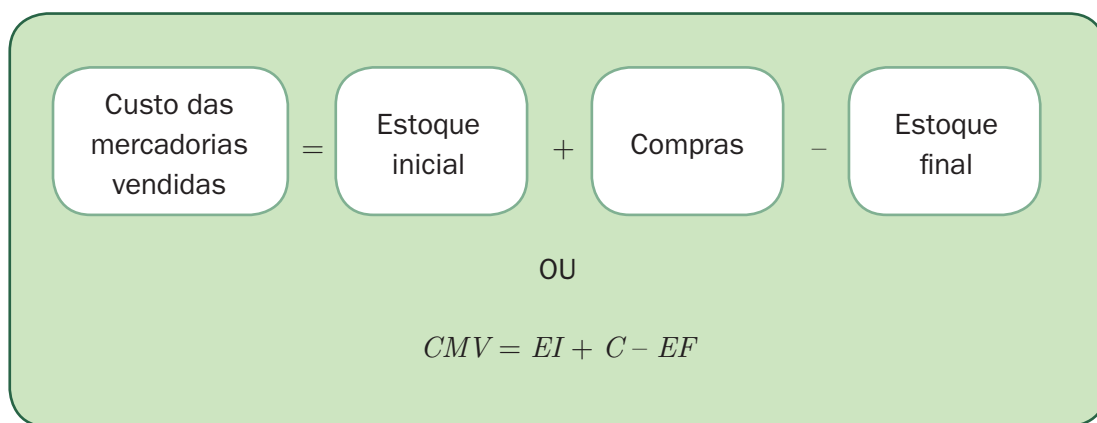 Custo das
mercadorias
vendidas
=
Estoque
inicial
+
Compras
–
Estoque
final
OU
CMV = EI + C – EF